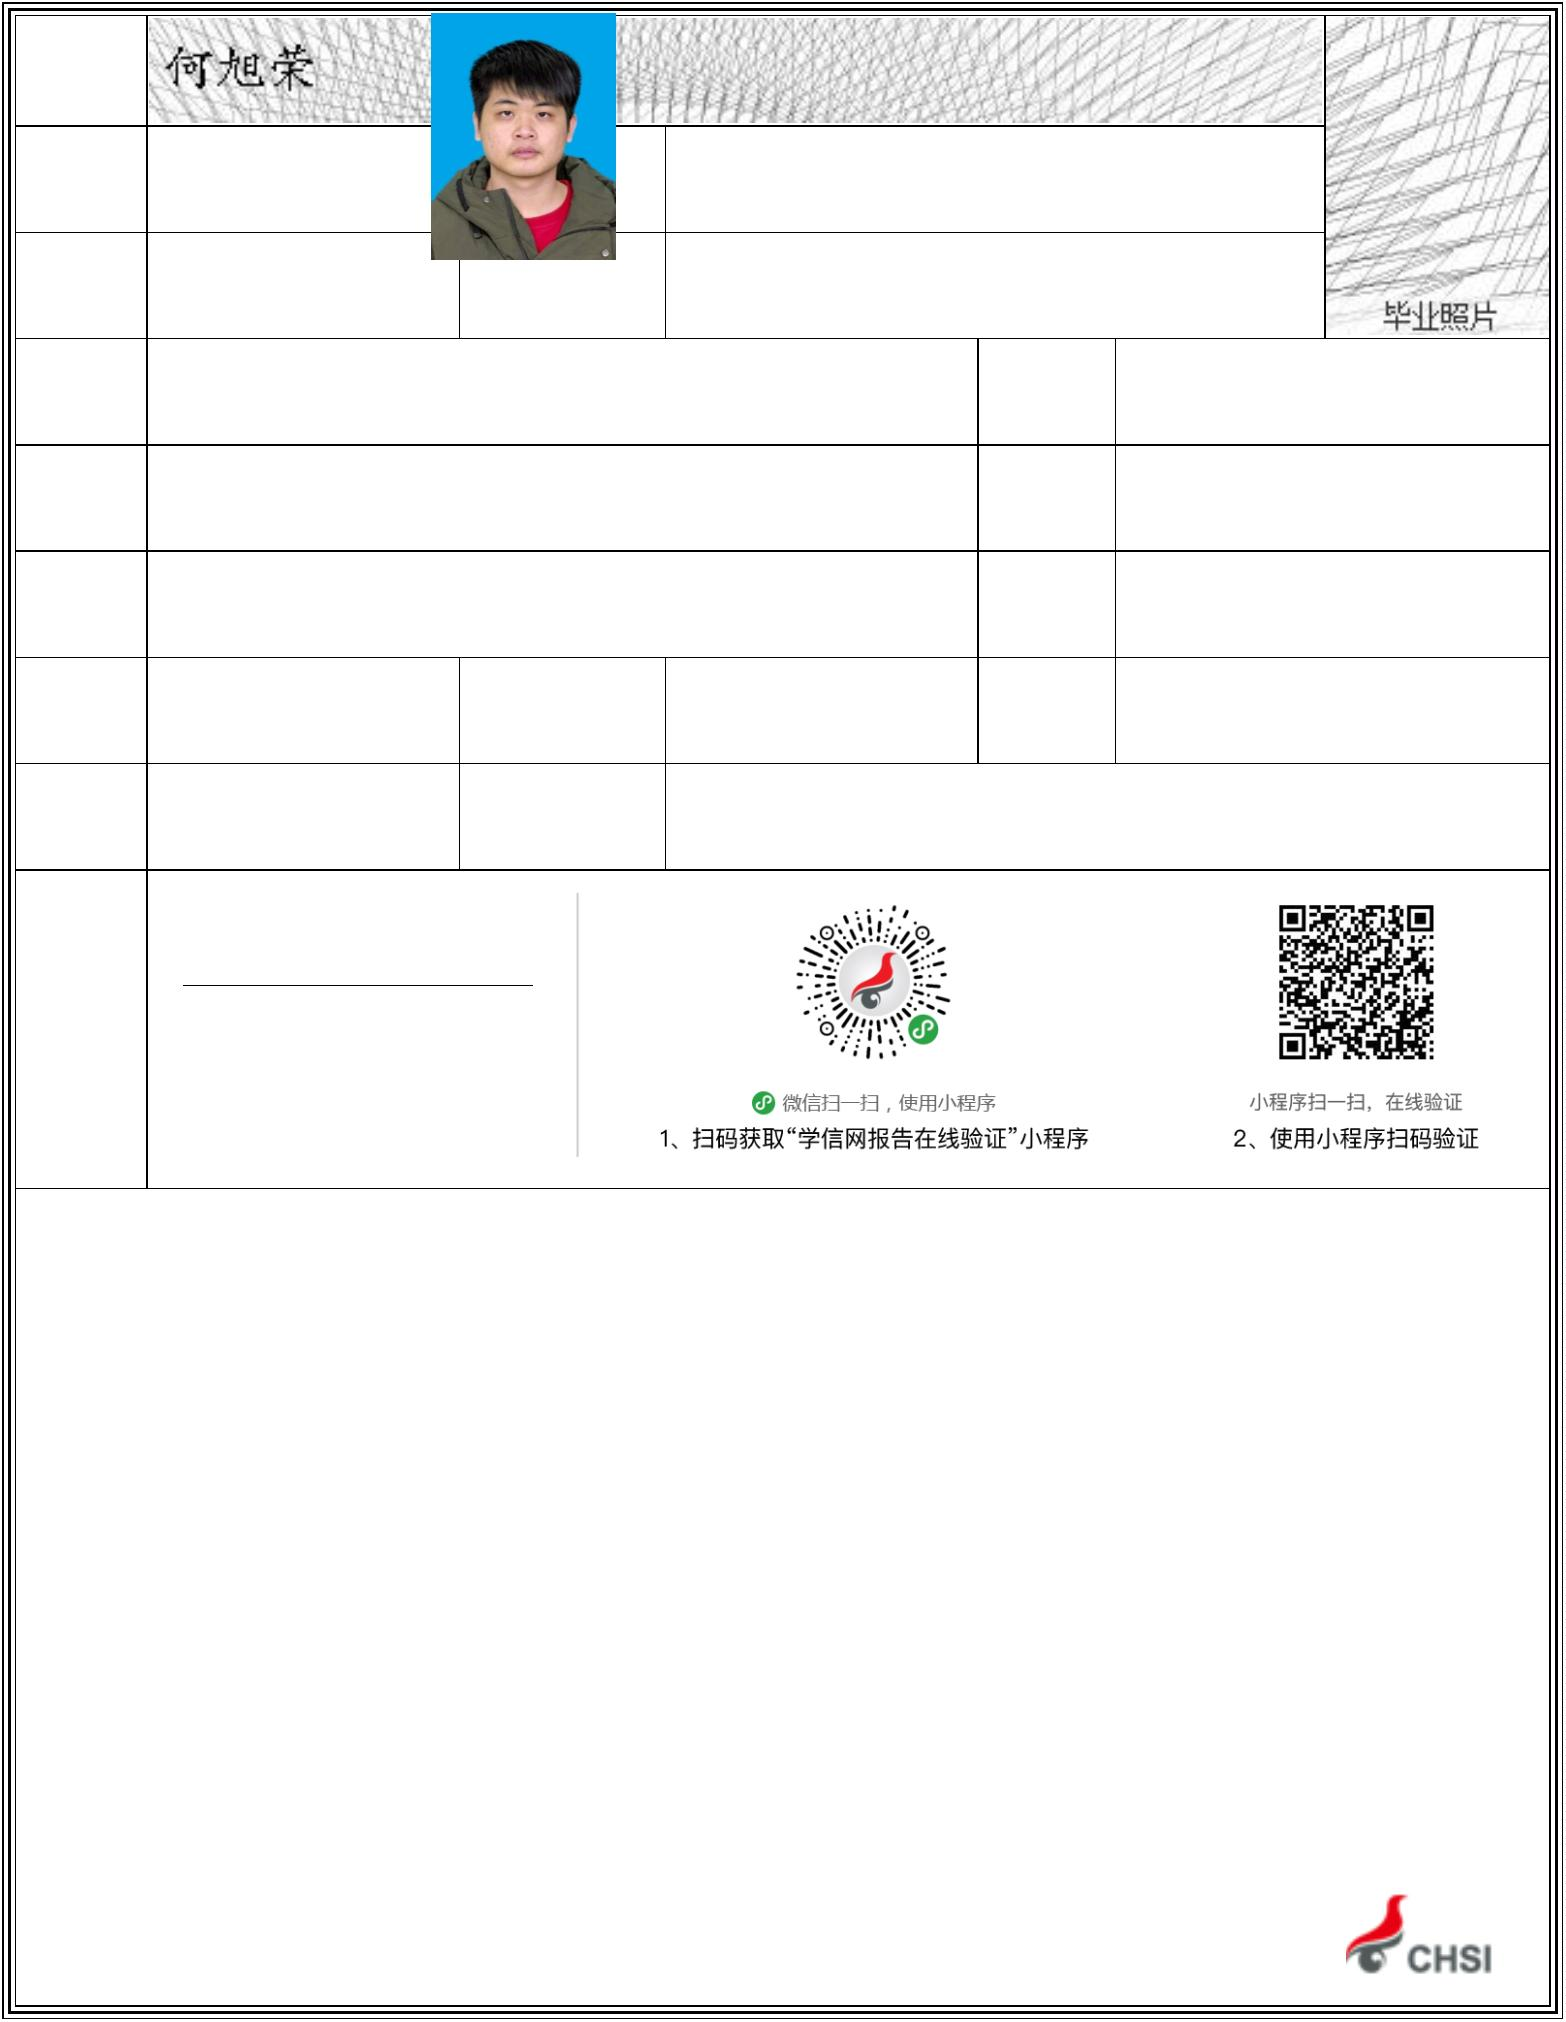 何旭荣
毕业照片
微信扫一扫，使用小程序
小程序扫一扫，在线验证
1、扫码获取“学信网报告在线验证”小程序
2、使用小程序扫码验证
CHSI